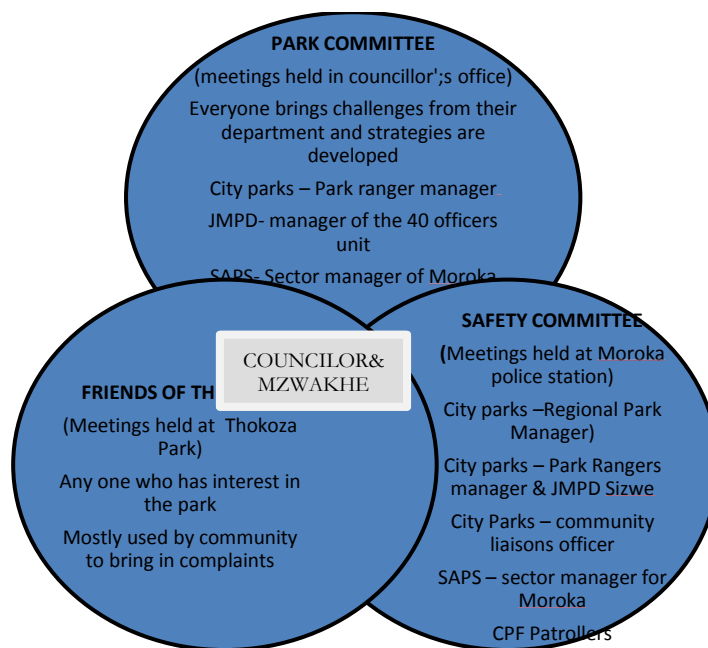 PARK COMMITTEE
(meetings held in councillor';s office)
Everyone brings challenges from their
department and strategies are
developed
City parks – Park ranger manager
JMPD- manager of the 40 officers
unit
SAPS- Sector manager of Moroka
COUNCILOR&
MZWAKHE
FRIENDS OF TH
(Meetings held at Thokoza
Park)
Any one who has interest in
the park
Mostly used by community
to bring in complaints
SAFETY COMMITTEE
(Meetings held at Moroka
police station)
City parks –Regional Park
Manager)
City parks – Park Rangers
manager & JMPD Sizwe
City Parks – community
liaisons officer
SAPS – sector manager for
Moroka
CPF Patrollers